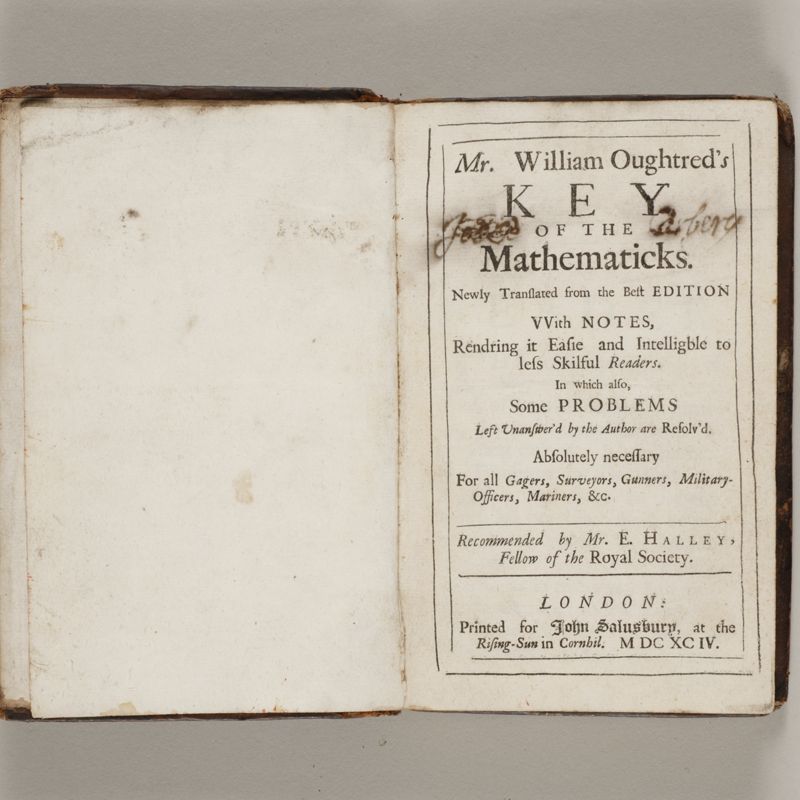 Mr. William Oughtred's
KEY
OF THE
Mathematicks.
Newly Tranſlated from the Beſt EDITION
VVith NOTES,
Rendring it Eaſie and Intelligble to
leſs Skilful Readers.
In which alſo,
Some PROBLEMS
Left Unanſwer'd by the Author are Reſolv'd.
Abſolutely neceſſary
For all Gagers, Surveyors, Gunners, Military-
Officers, Mariners, &c.
Recommended by Mr. E. HALLEY,
Fellow of the Royal Society.
LONDON:
Printed for John Salusbury, at the
Riſing-Sun in Cornhil. M DC XC IV.